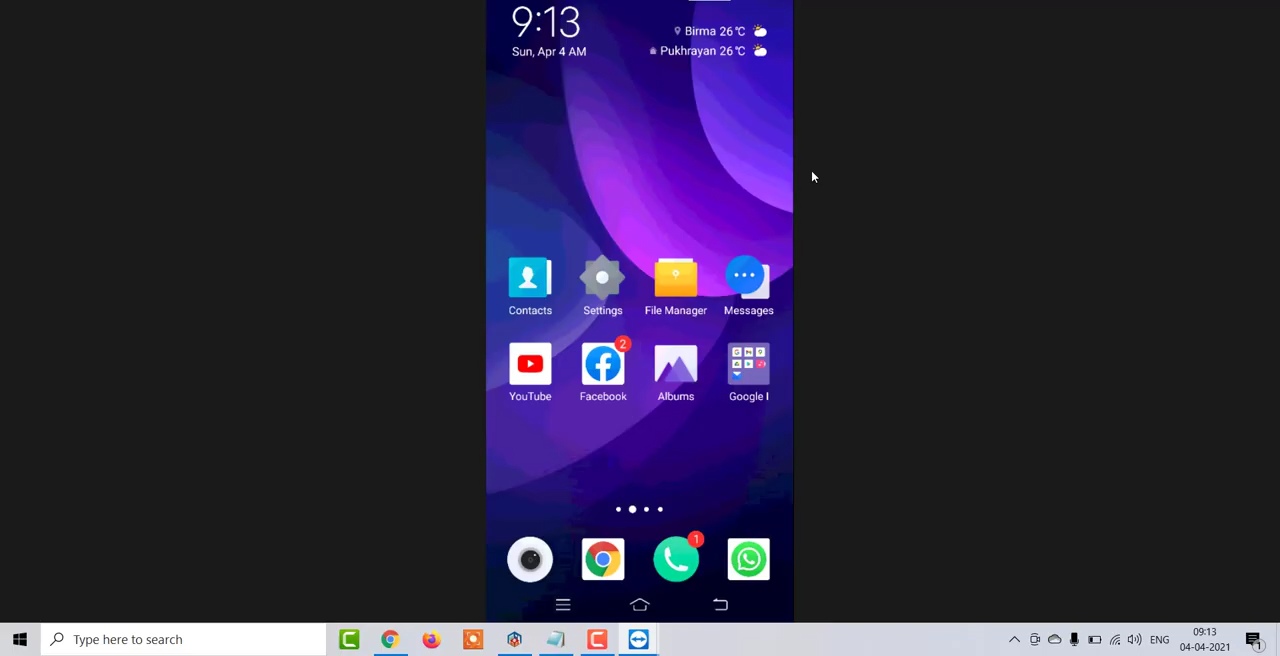 9:13
Sun, Apr 4 AM
Birma 26℃
Pukhrayan 26℃
Contacts
Settings
File Manager
Messages
YouTube
2
Facebook
Albums
Google I
1
Type here to search
ENG
09:13
04-04-2021
1